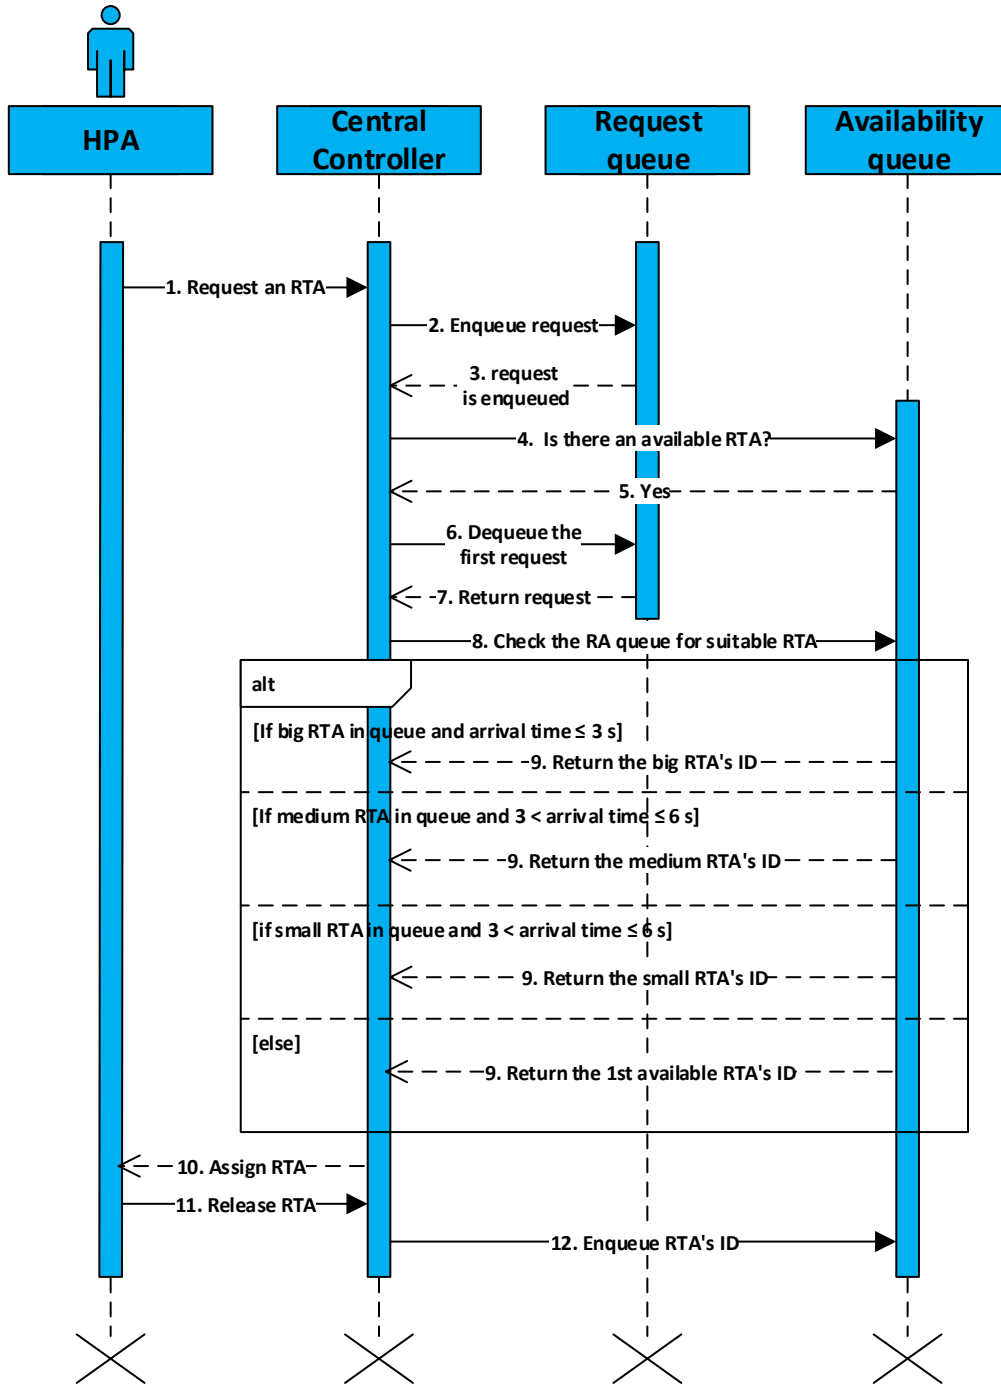 HPA
Central
Controller
Request
queue
Availability
queue
1. Request an RTA
2. Enqueue request
3. request
is enqueued
4. Is there an available RTA?
5. Yes
6. Dequeue the
first request
7. Return request
8. Check the RA queue for suitable RTA
alt
[If big RTA in queue and arrival time ≤ 3 s]
9. Return the big RTA's ID
[If medium RTA in queue and 3 < arrival time ≤ 6 s]
9. Return the medium RTA's ID
[if small RTA in queue and 3 < arrival time ≤ 6 s]
9. Return the small RTA's ID
[else]
9. Return the 1st available RTA's ID
10. Assign RTA
11. Release RTA
12. Enqueue RTA's ID